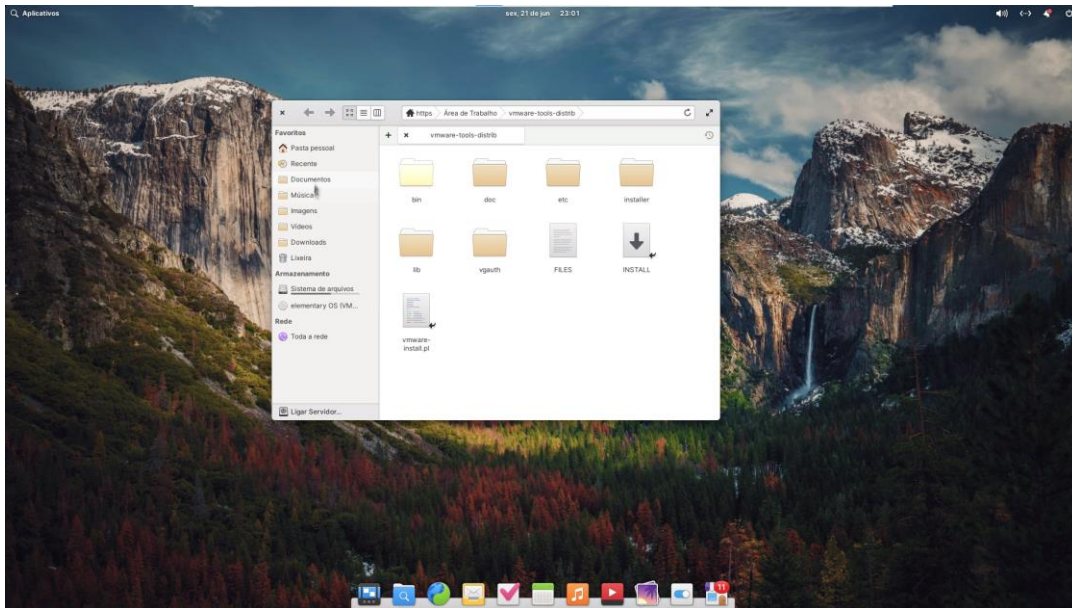 Aplicativos
sex, 21 de jun 23:01
https
Área de Trabalho
vmware-tools-distrib
vmware-tools-distrib
Favoritos
Pasta pessoal
Recente
Documentos
Música
Imagens
Vídeos
Downloads
Lixeira
Armazenamento
Sistema de arquivos
elementary OS (VM...
Rede
Toda a rede
Ligar Servidor...
bin
doc
etc
installer
lib
vgauth
FILES
INSTALL
vmware-
install.pl
11